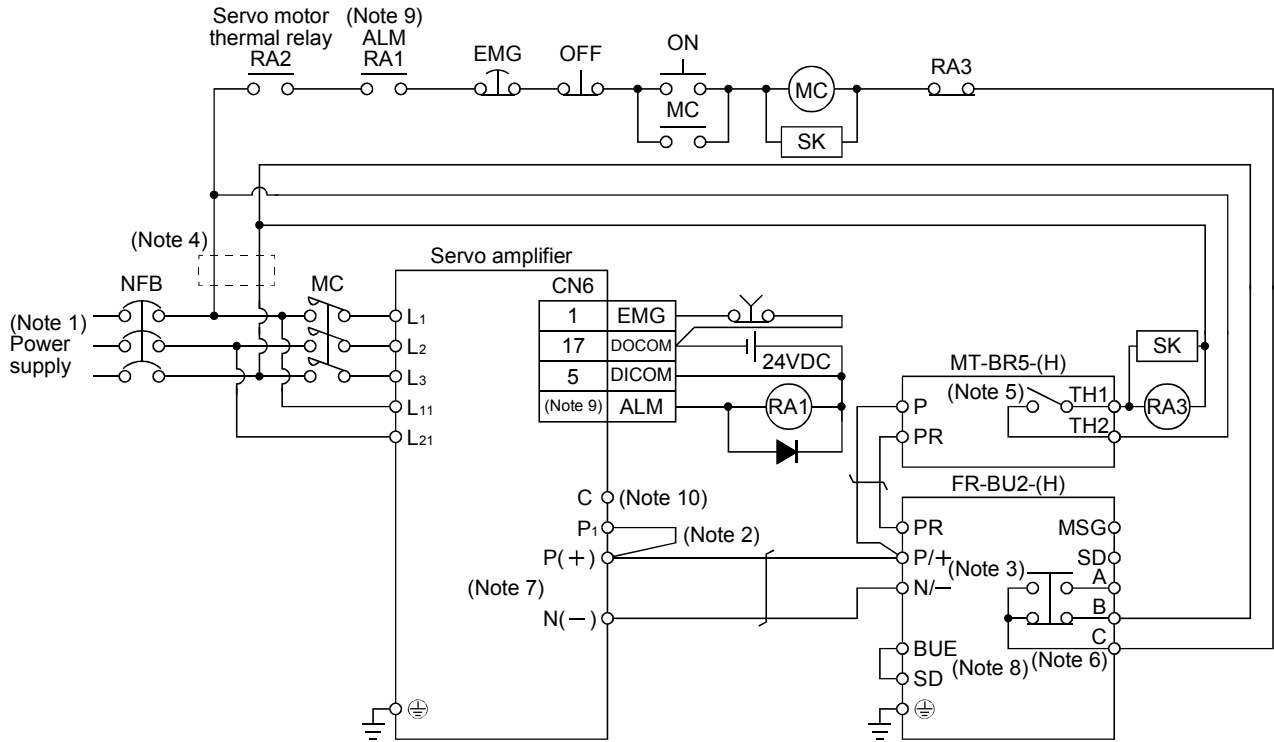 Servo motor
thermal relay
RA2
(Note 9)
ALM
RA1
EMG
OFF
ON
MC
MC
SK
RA3
(Note 4)
NFB
MC
(Note 1)
Power
supply
Servo amplifier
L1
L2
L3
L11
L21
CN6
1 EMG
17 DOCOM
5 DICOM
(Note 9) ALM
24VDC
RA1
C (Note 10)
P1
(Note 2)
P(+)
(Note 7)
N(−)
MT-BR5-(H)
(Note 5)
P
PR
TH1
TH2
SK
RA3
FR-BU2-(H)
PR
P/+
N/−
(Note 3)
MSG
SD
A
B
C
BUE
SD
(Note 8)
(Note 6)